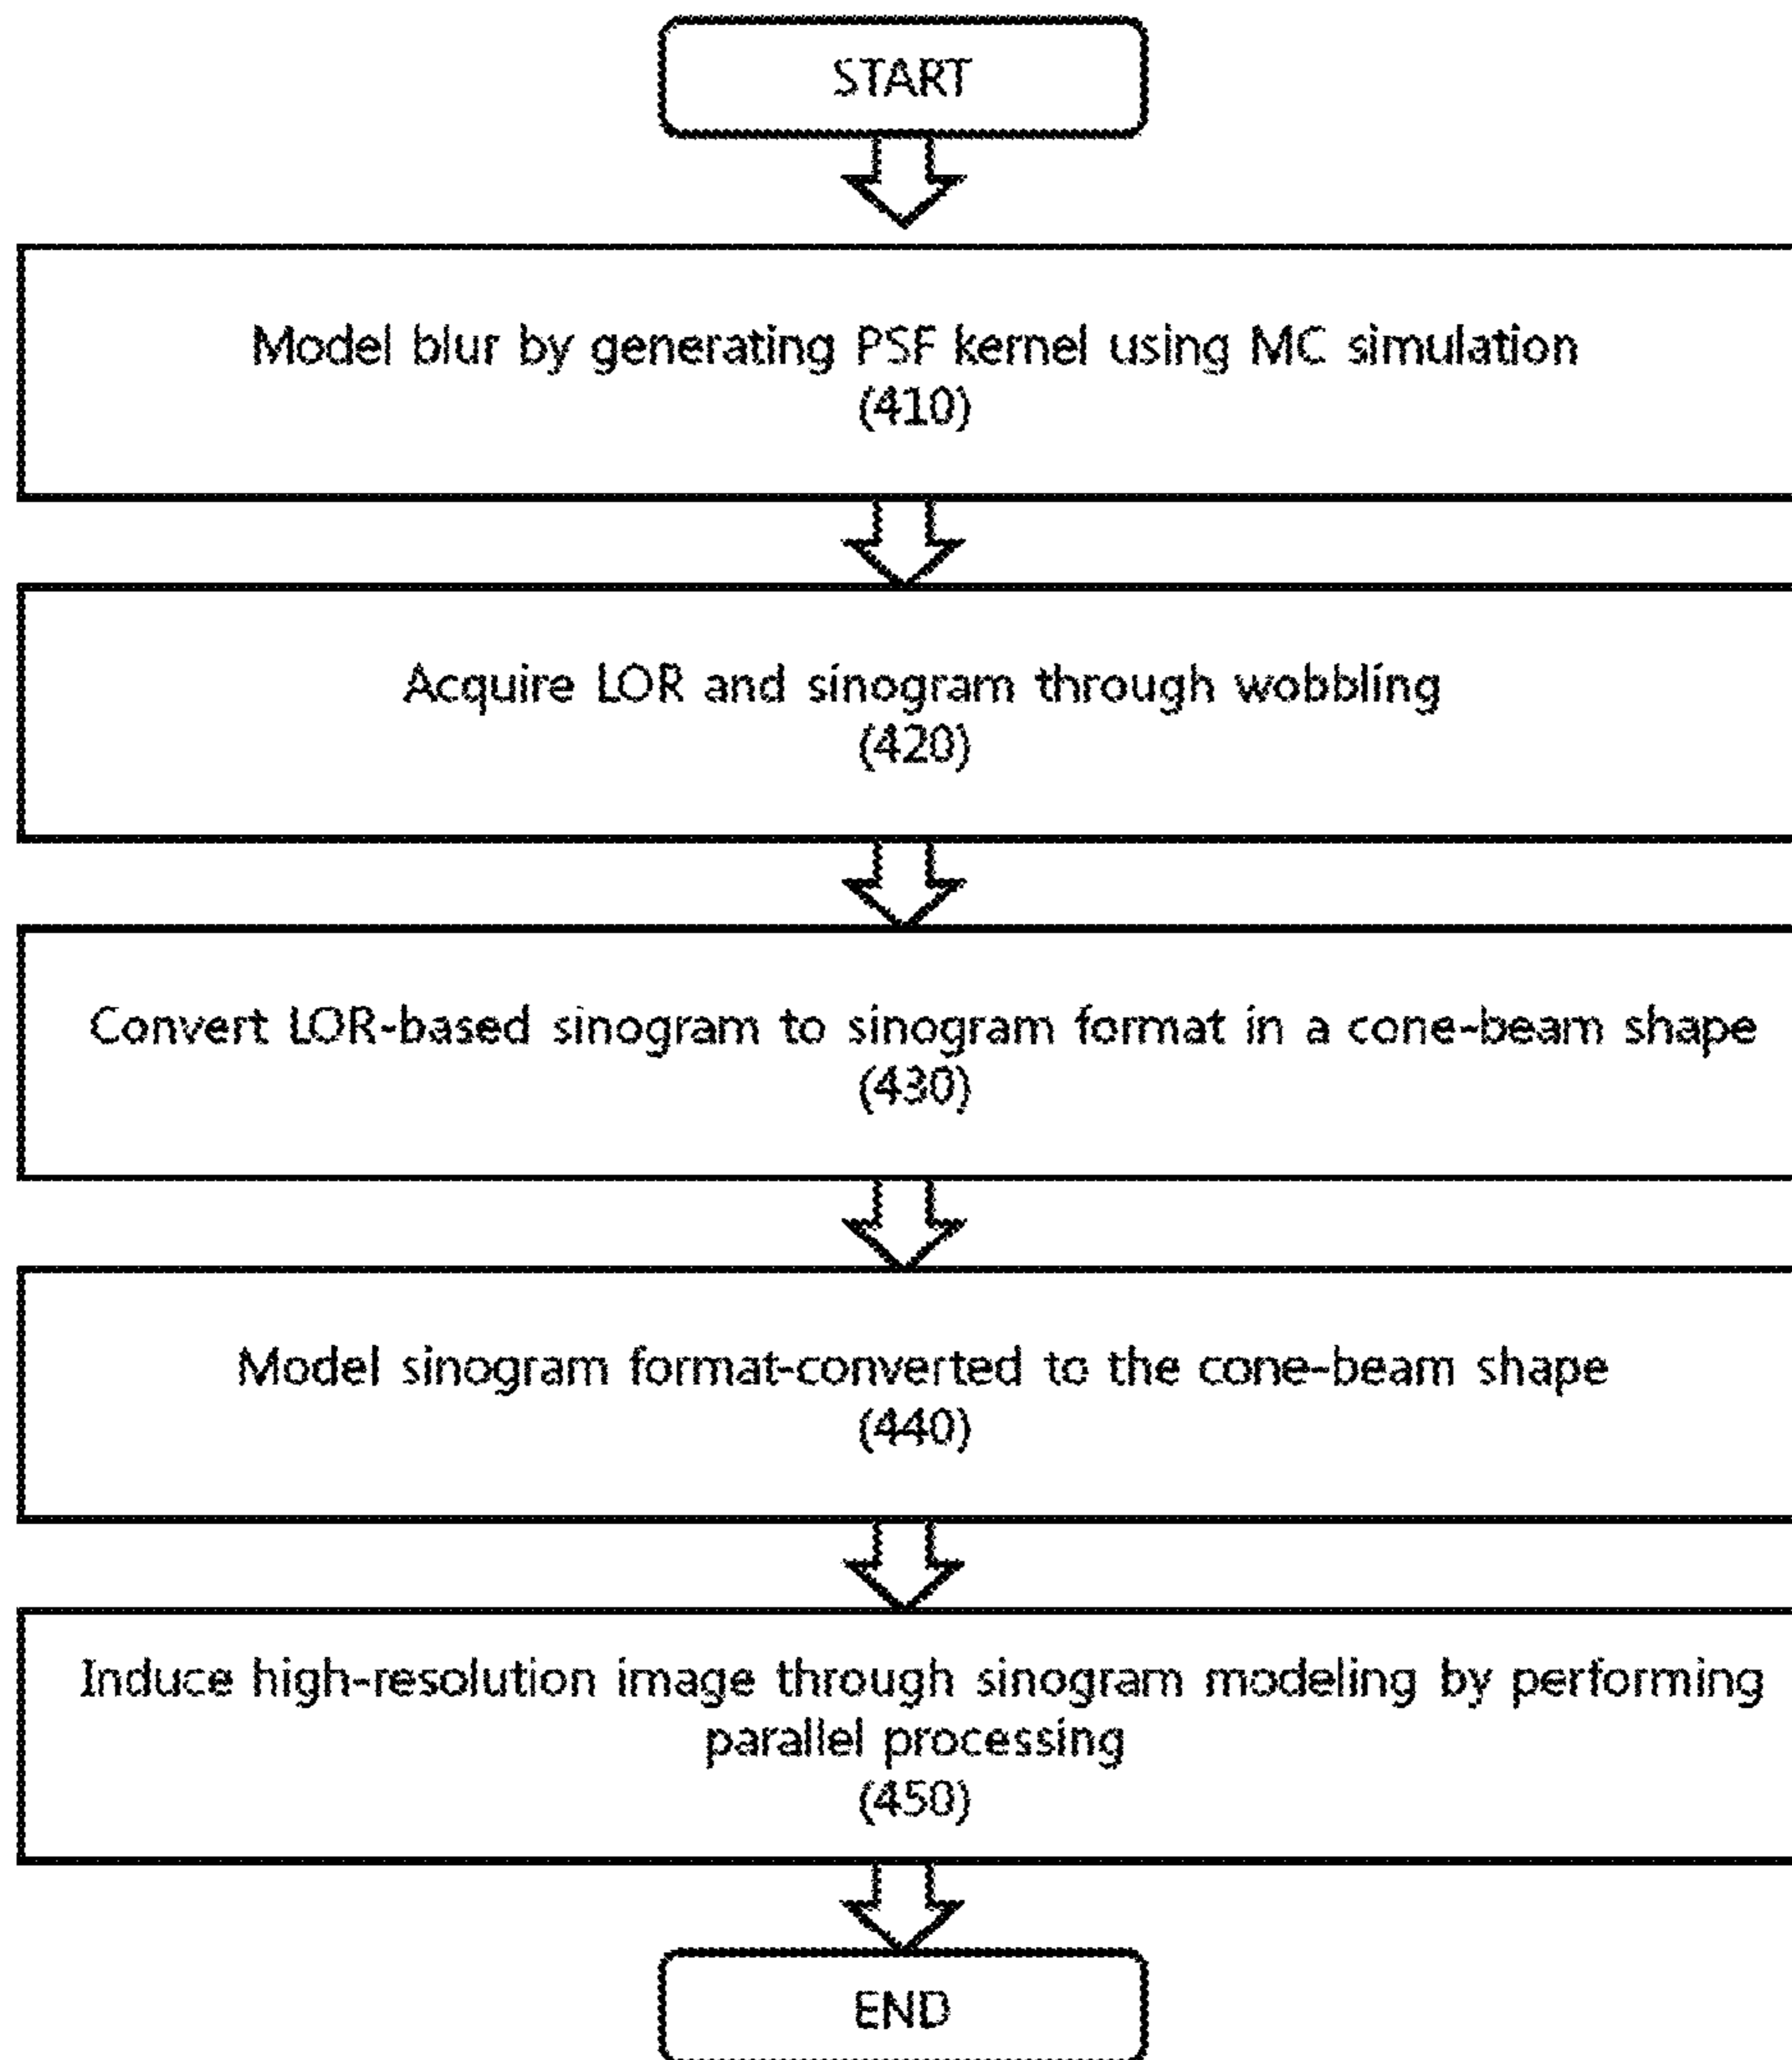 START
Model blur by generating PSF kernel using MC simulation
(410)
Acquire LOR and sinogram through wobbling
(420)
Convert LOR-based sinogram to sinogram format in a cone-beam shape
(430)
Model sinogram format-converted to the cone-beam shape
(440)
Induce high-resolution image through sinogram modeling by performing
parallel processing
(450)
END